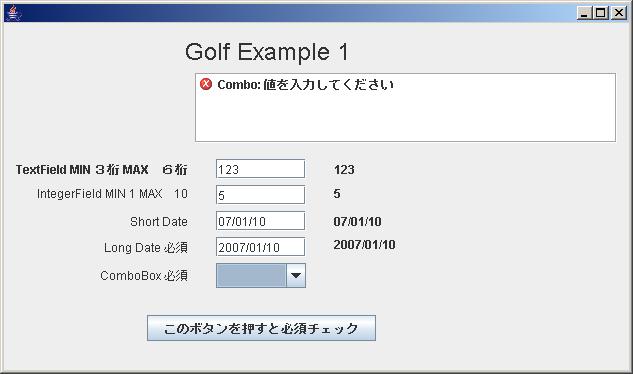 Golf Example 1
Combo: 値を入力してください
TextField MIN 3桁 MAX　6桁 123 123
IntegerField MIN 1 MAX　10 5 5
Short Date 07/01/10 07/01/10
Long Date 必須 2007/01/10 2007/01/10
ComboBox 必須
このボタンを押すと必須チェック